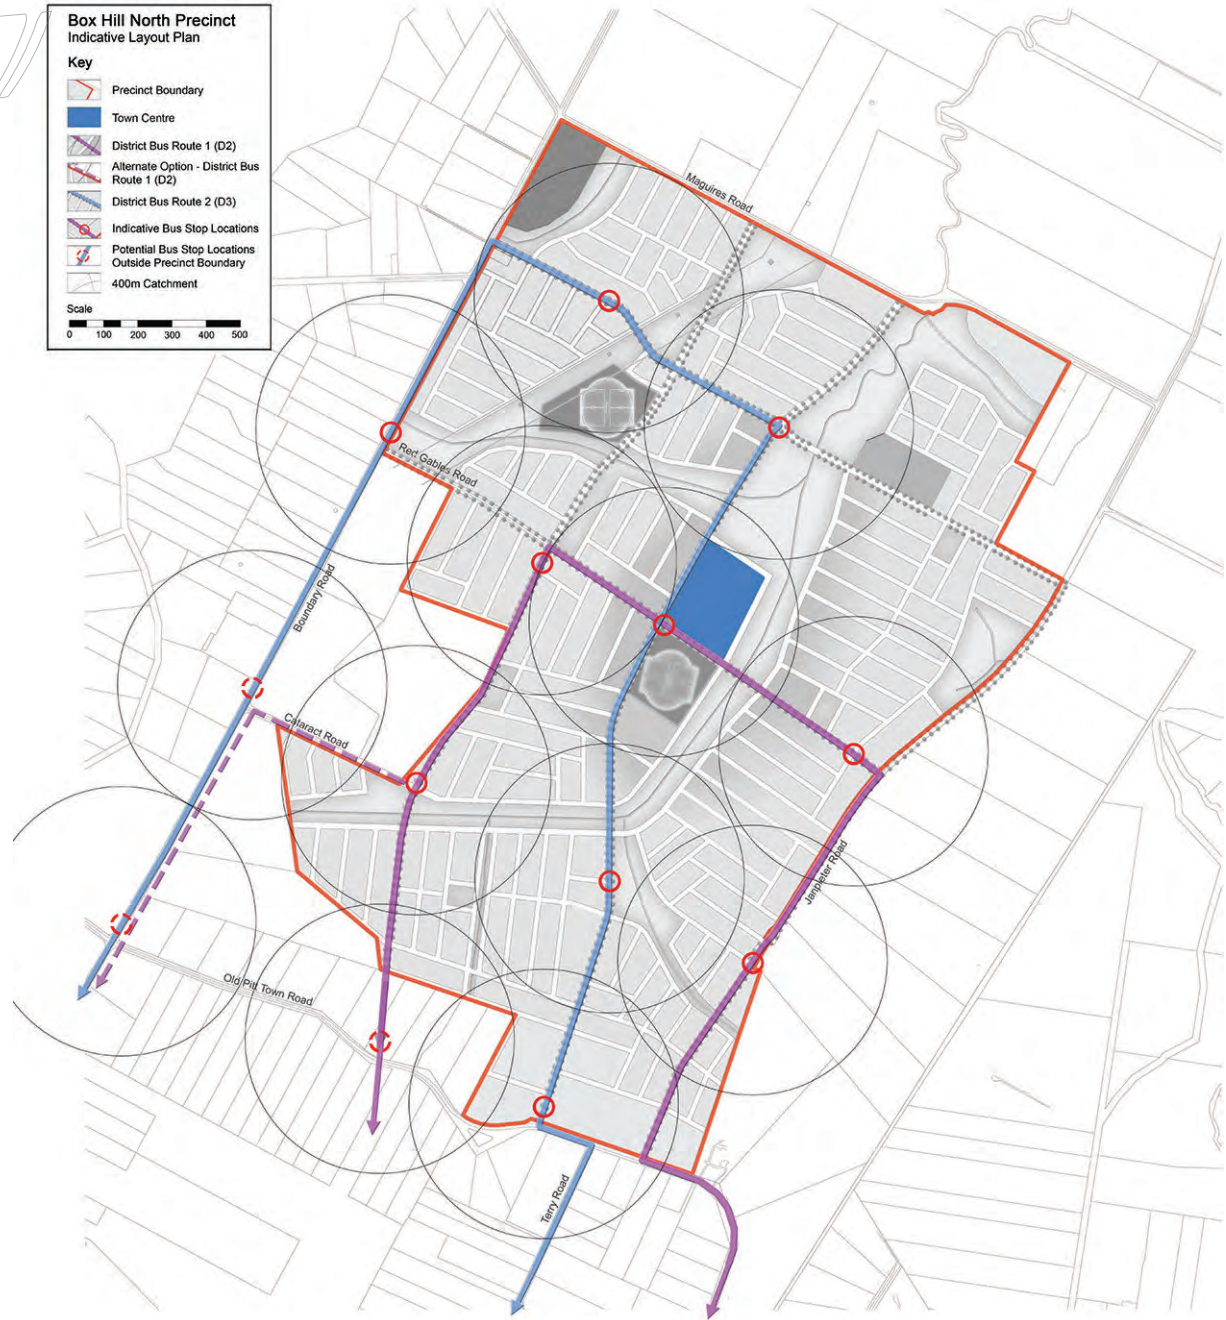 Box Hill North Precinct
Indicative Layout Plan
Key
Precinct Boundary
Town Centre
District Bus Route 1 (D2)
Alternate Option - District Bus
Route 1 (D2)
District Bus Route 2 (D3)
Indicative Bus Stop Locations
Potential Bus Stop Locations
Outside Precinct Boundary
400m Catchment
Scale
0 100 200 300 400 500
Maguires Road
Red Gables Road
Boundary Road
Cataract Road
Janpieter Road
Old Pitt Town Road
Terry Road